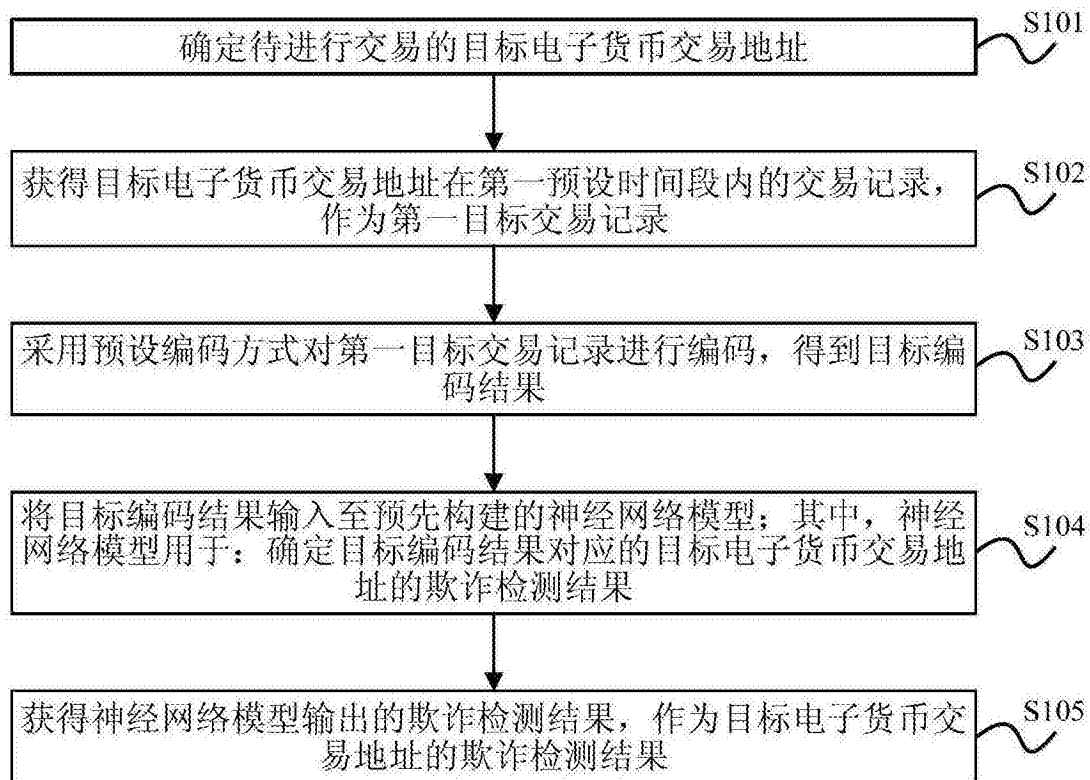 确定待进行交易的目标电子货币交易地址
S101
获得目标电子货币交易地址在第一预设时间段内的交易记录，
作为第一目标交易记录
S102
采用预设编码方式对第一目标交易记录进行编码，得到目标编
码结果
S103
将目标编码结果输入至预先构建的神经网络模型；其中，神经
网络模型用于：确定目标编码结果对应的目标电子货币交易地
址的欺诈检测结果
S104
获得神经网络模型输出的欺诈检测结果，作为目标电子货币交
易地址的欺诈检测结果
S105